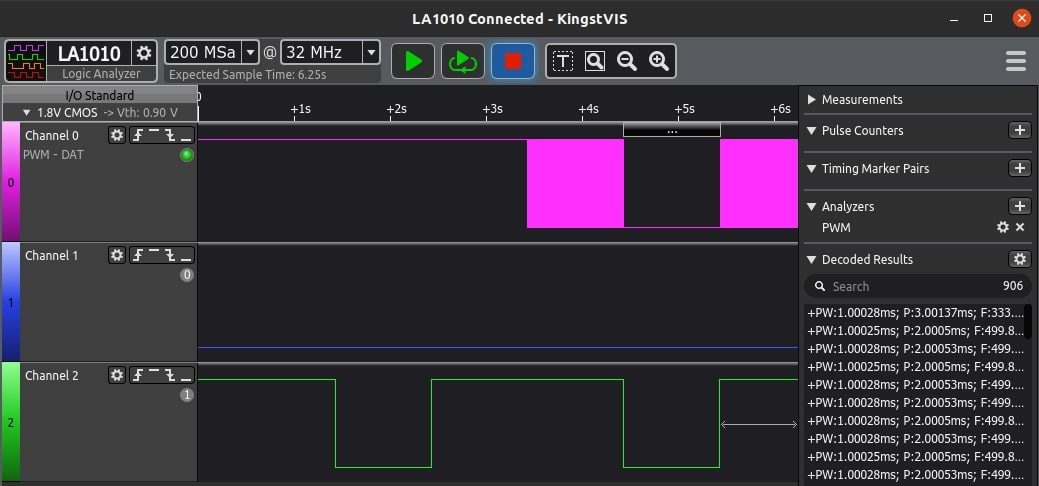 LA1010 Connected - KingstVIS
LA1010
Logic Analyzer
200 MSa @ 32 MHz
Expected Sample Time: 6.25s
T
I/O Standard
1.8V CMOS -> Vth: 0.90 V
0 +1s +2s +3s +4s +5s +6s
Channel 0
PWM - DAT
0
...
Channel 1
0
1
Channel 2
1
2
Measurements
Pulse Counters
Timing Marker Pairs
Analyzers
PWM
Decoded Results
Search 906
+PW:1.00028ms; P:3.00137ms; F:333....
+PW:1.00025ms; P:2.0005ms; F:499.8...
+PW:1.00028ms; P:2.00053ms; F:499....
+PW:1.00025ms; P:2.0005ms; F:499.8...
+PW:1.00028ms; P:2.00053ms; F:499....
+PW:1.00028ms; P:2.00053ms; F:499....
+PW:1.00025ms; P:2.0005ms; F:499.8...
+PW:1.00028ms; P:2.00053ms; F:499....
+PW:1.00025ms; P:2.0005ms; F:499.8...
+PW:1.00028ms; P:2.00053ms; F:499....